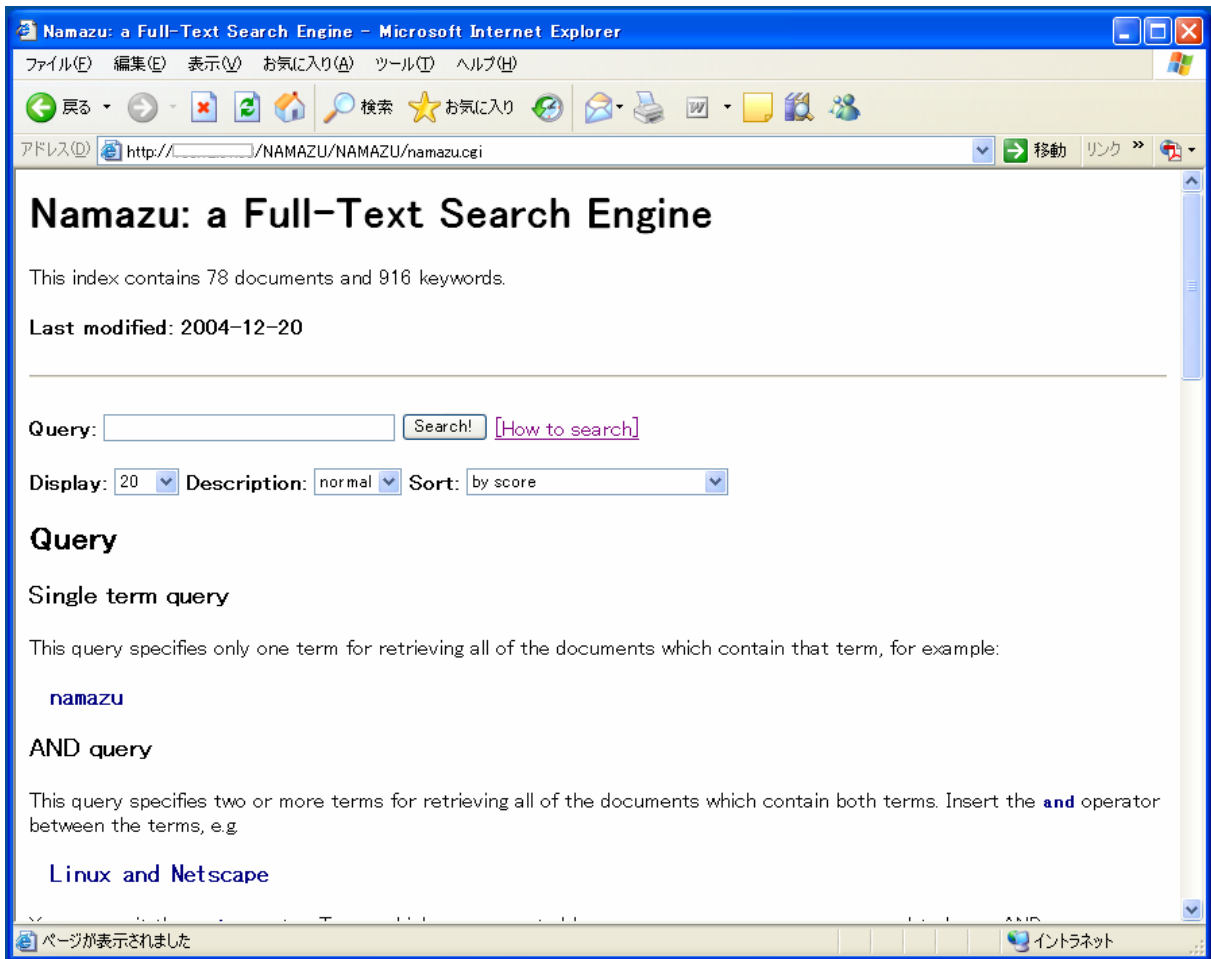 Namazu: a Full-Text Search Engine - Microsoft Internet Explorer
ファイル(F) 編集(E) 表示(V) お気に入り(A) ツール(T) ヘルプ(H)
戻る 検索 お気に入り
アドレス(D) http:// /NAMAZU/NAMAZU/namazu.cgi 移動 リンク »
Namazu: a Full-Text Search Engine
This index contains 78 documents and 916 keywords.
Last modified: 2004-12-20
Query: Search! [How to search]
Display: 20 Description: normal Sort: by score
Query
Single term query
This query specifies only one term for retrieving all of the documents which contain that term, for example:
namazu
AND query
This query specifies two or more terms for retrieving all of the documents which contain both terms. Insert the and operator
between the terms, e.g.
Linux and Netscape
ページが表示されました イントラネット